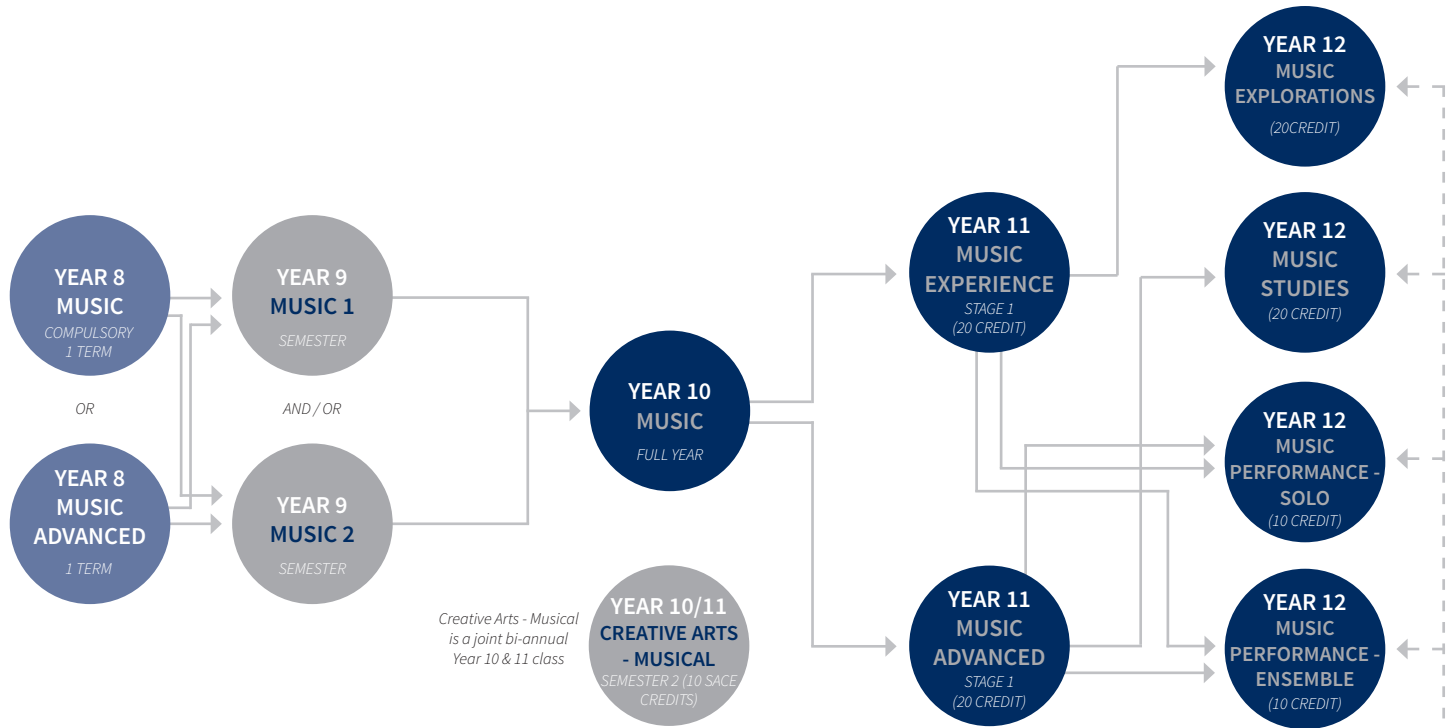 YEAR 8
MUSIC
COMPULSORY
1 TERM
OR
YEAR 8
MUSIC
ADVANCED
1 TERM
YEAR 9
MUSIC 1
SEMESTER
AND / OR
YEAR 9
MUSIC 2
SEMESTER
YEAR 10
MUSIC
FULL YEAR
Creative Arts - Musical
is a joint bi-annual
Year 10 & 11 class
YEAR 10/11
CREATIVE ARTS
- MUSICAL
SEMESTER 2 (10 SACE
CREDITS)
YEAR 11
MUSIC
EXPERIENCE
STAGE 1
(20 CREDIT)
YEAR 11
MUSIC
ADVANCED
STAGE 1
(20 CREDIT)
YEAR 12
MUSIC
EXPLORATIONS
(20CREDIT)
YEAR 12
MUSIC
STUDIES
(20 CREDIT)
YEAR 12
MUSIC
PERFORMANCE -
SOLO
(10 CREDIT)
YEAR 12
MUSIC
PERFORMANCE -
ENSEMBLE
(10 CREDIT)